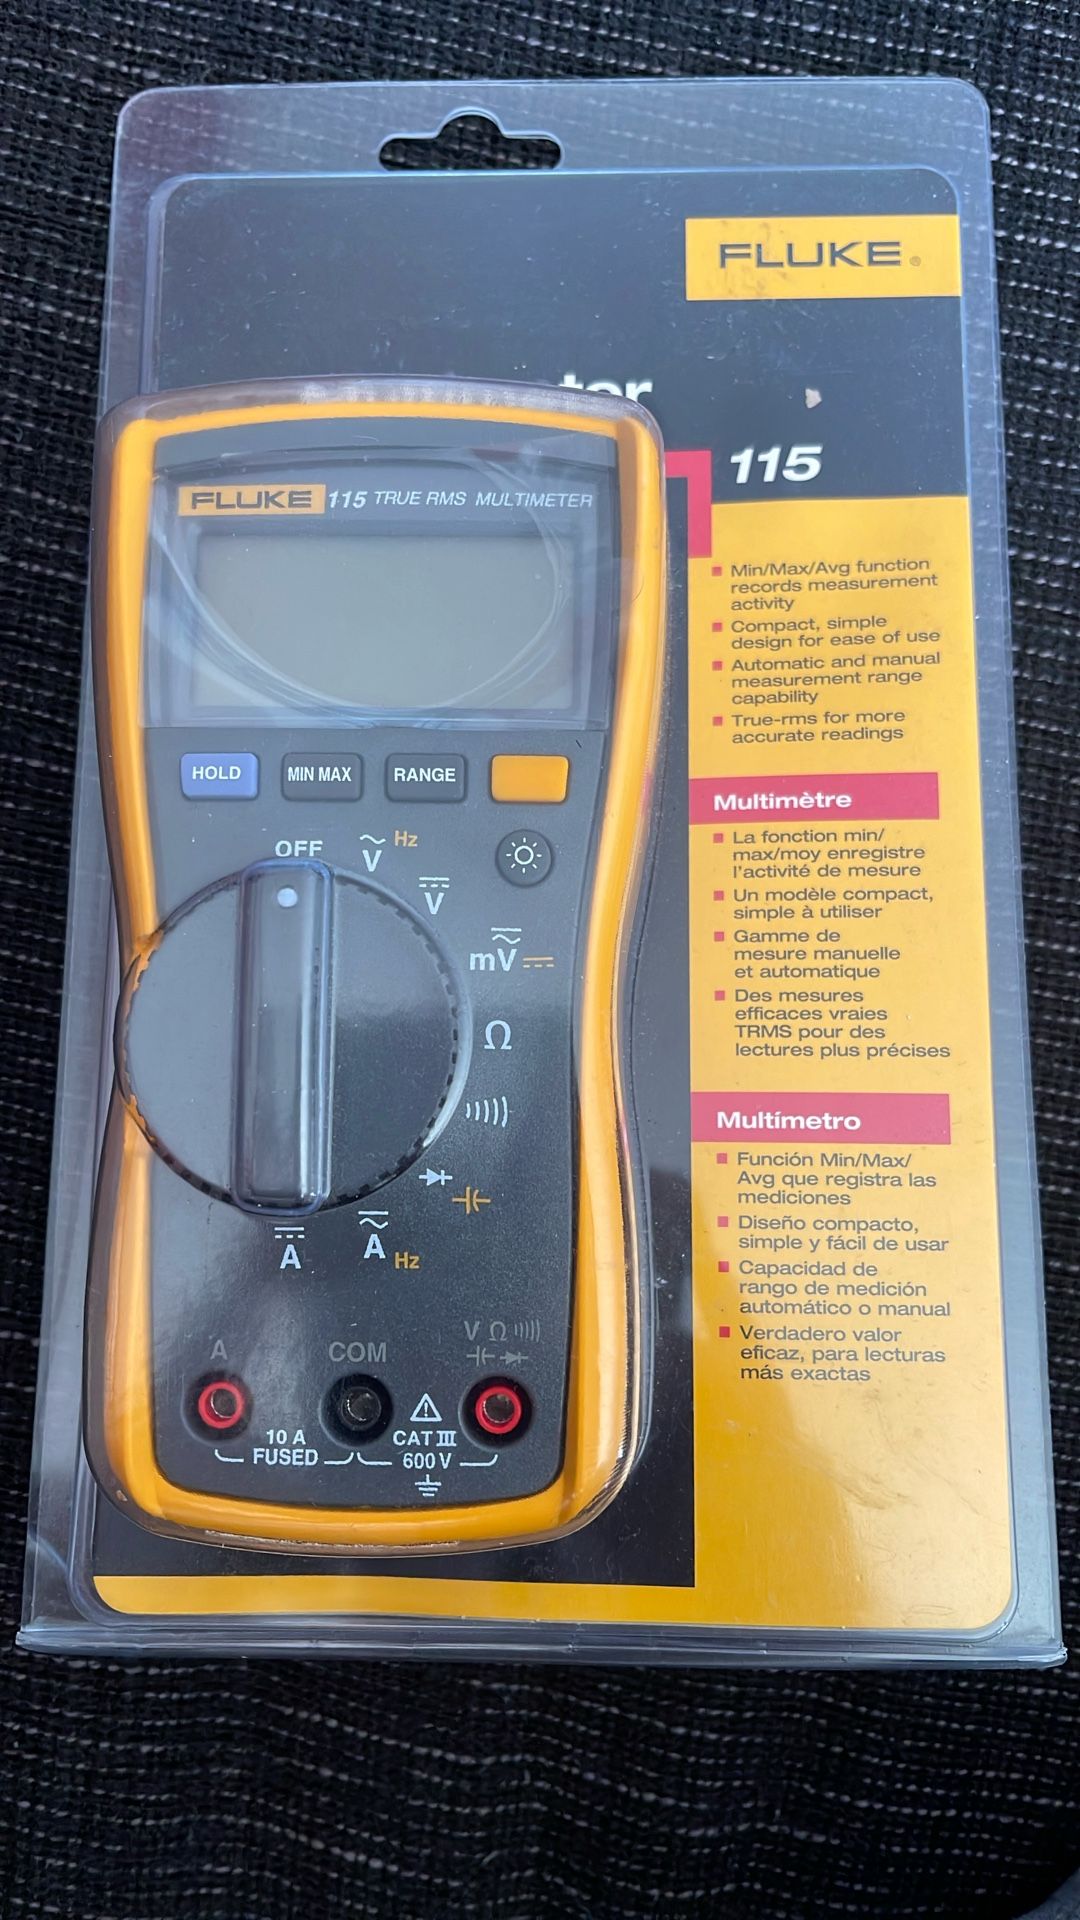 FLUKE®
115
Min/Max/Avg function
records measurement
activity
Compact, simple
design for ease of use
Automatic and manual
measurement range
capability
True-rms for more
accurate readings
Multimètre
La fonction min/
max/moy enregistre
l'activité de mesure
Un modèle compact,
simple à utiliser
Gamme de
mesure manuelle
et automatique
Des mesures
efficaces vraies
TRMS pour des
lectures plus précises
Multímetro
Función Min/Max/
Avg que registra las
mediciones
Diseño compacto,
simple y fácil de usar
Capacidad de
rango de medición
automático o manual
Verdadero valor
eficaz, para lecturas
más exactas
FLUKE 115 TRUE RMS MULTIMETER
HOLD MIN MAX RANGE
OFF V Hz
V
mV
Ω
A A Hz
A COM V Ω
10 A
FUSED
CAT III
600 V